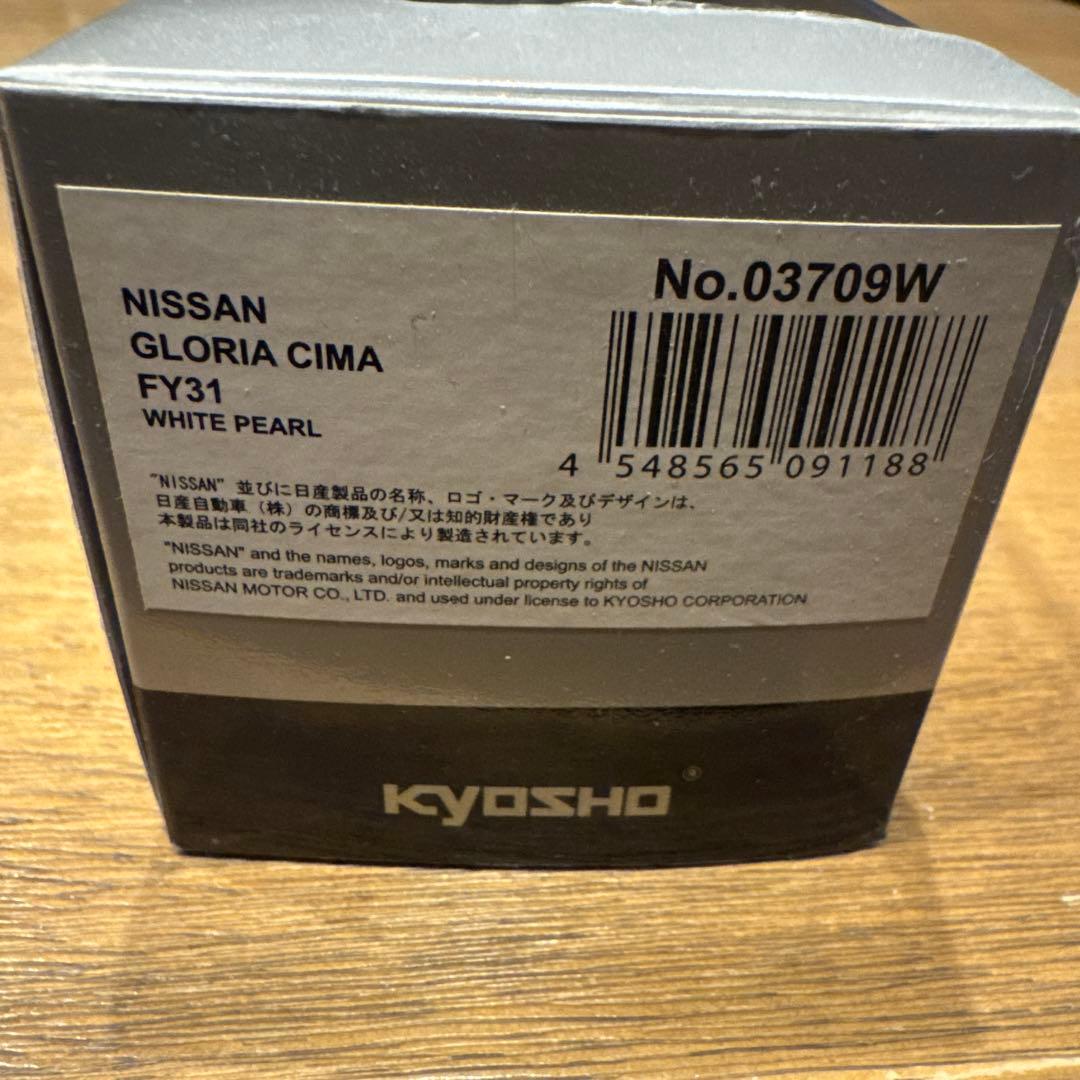 NISSAN
GLORIA CIMA
FY31
WHITE PEARL
No.03709W
4 548565 091188
"NISSAN" 並びに日産製品の名称、ロゴ・マーク及びデザインは、
日産自動車（株）の商標及び/又は知的財産権であり
本製品は同社のライセンスにより製造されています。
"NISSAN" and the names, logos, marks and designs of the NISSAN
products are trademarks and/or intellectual property rights of
NISSAN MOTOR CO., LTD. and used under license to KYOSHO CORPORATION
KYOSHO®